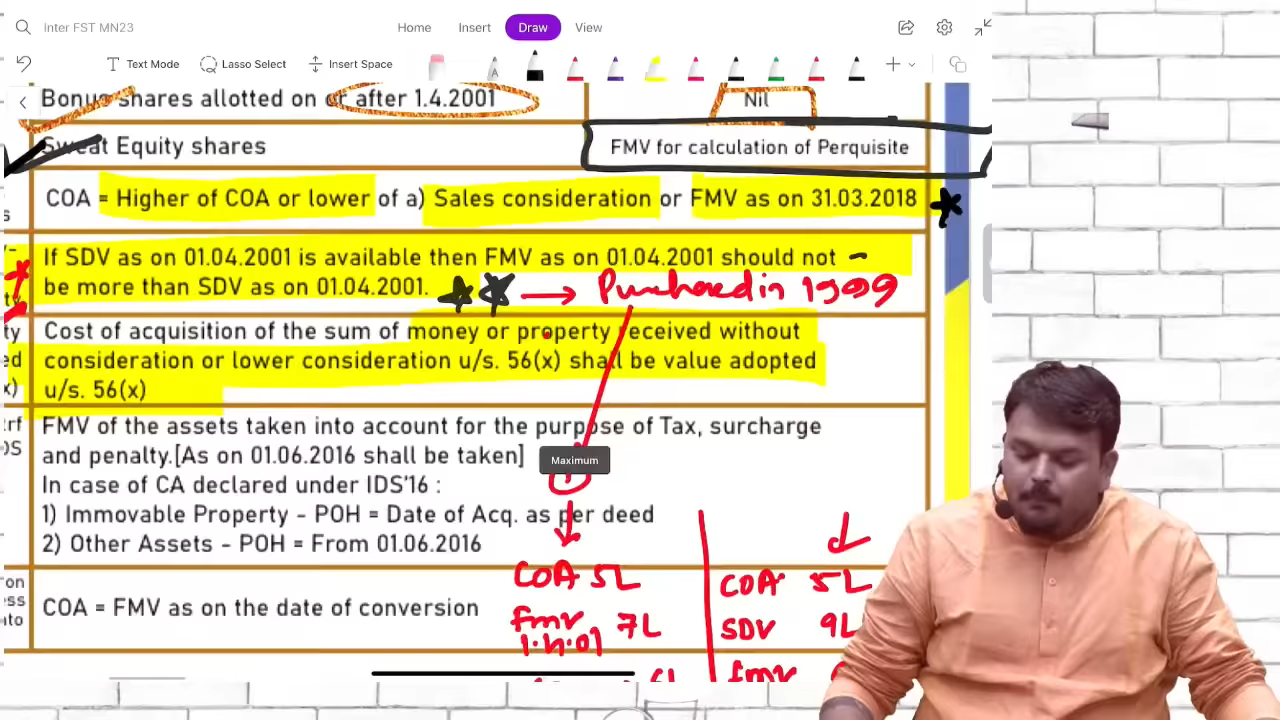 Inter FST MN23
Home
Insert
Draw
View
Text Mode
Lasso Select
Insert Space
Bonus shares allotted on or after 1.4.2001
Nil
Sweat Equity shares
FMV for calculation of Perquisite
COA = Higher of COA or lower of a) Sales consideration or FMV as on 31.03.2018
If SDV as on 01.04.2001 is available then FMV as on 01.04.2001 should not
be more than SDV as on 01.04.2001.
→ Purchased in 1999
Cost of acquisition of the sum of money or property received without
consideration or lower consideration u/s. 56(x) shall be value adopted
u/s. 56(x)
FMV of the assets taken into account for the purpose of Tax, surcharge
and penalty.[As on 01.06.2016 shall be taken]
In case of CA declared under IDS'16 :
1) Immovable Property - POH = Date of Acq. as per deed
2) Other Assets - POH = From 01.06.2016
Maximum
COA 5L
fmv 7L
1.4.01
COA 5L
SDV 9L
fmv
COA = FMV as on the date of conversion